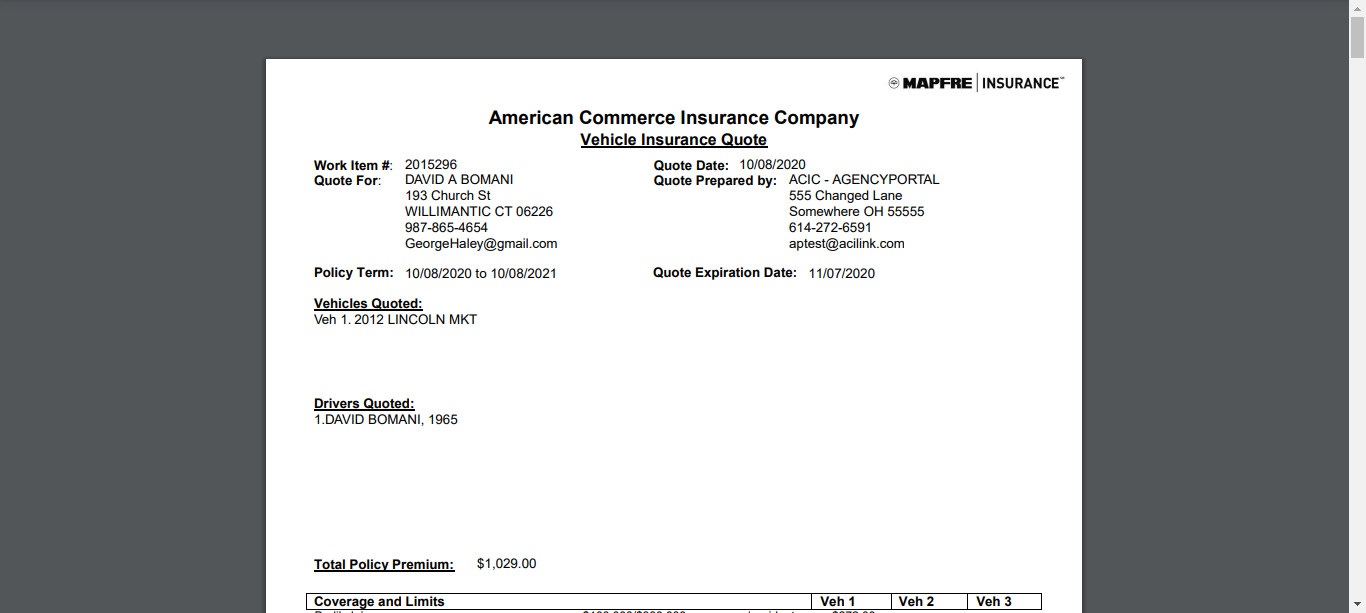 MAPFRE | INSURANCE
American Commerce Insurance Company
Vehicle Insurance Quote
Work Item #: 2015296 Quote Date: 10/08/2020
Quote For: DAVID A BOMANI Quote Prepared by: ACIC - AGENCYPORTAL
193 Church St 555 Changed Lane
WILLIMANTIC CT 06226 Somewhere OH 55555
987-865-4654 614-272-6591
GeorgeHaley@gmail.com aptest@acilink.com
Policy Term: 10/08/2020 to 10/08/2021 Quote Expiration Date: 11/07/2020
Vehicles Quoted:
Veh 1. 2012 LINCOLN MKT
Drivers Quoted:
1.DAVID BOMANI, 1965
Total Policy Premium: $1,029.00
Coverage and Limits Veh 1 Veh 2 Veh 3